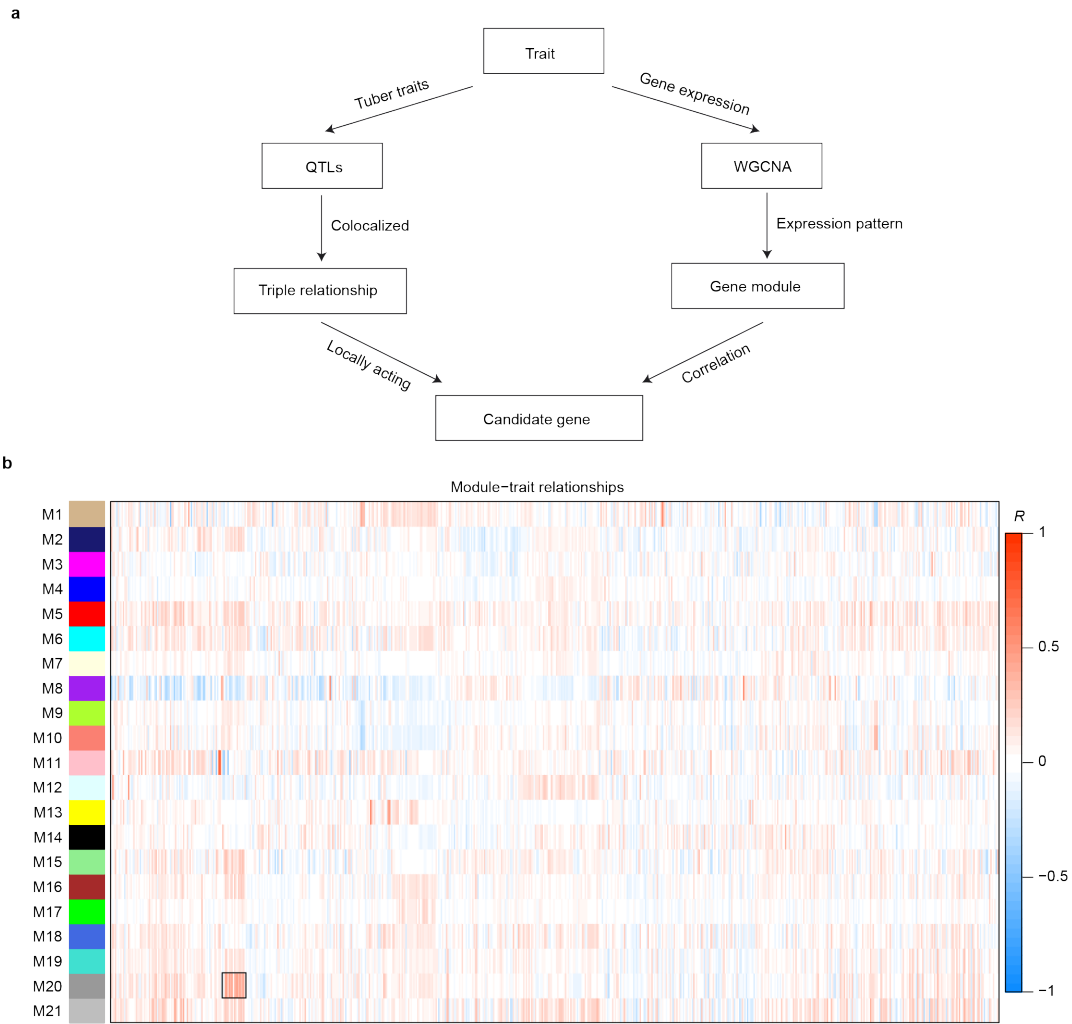 a
Trait
Tuber traits
Gene expression
QTLs
WGCNA
Colocalized
Expression pattern
Triple relationship
Gene module
Locally acting
Correlation
Candidate gene
b
Module−trait relationships
R
M1
M2
M3
M4
M5
M6
M7
M8
M9
M10
M11
M12
M13
M14
M15
M16
M17
M18
M19
M20
M21
1
0.5
0
−0.5
−1